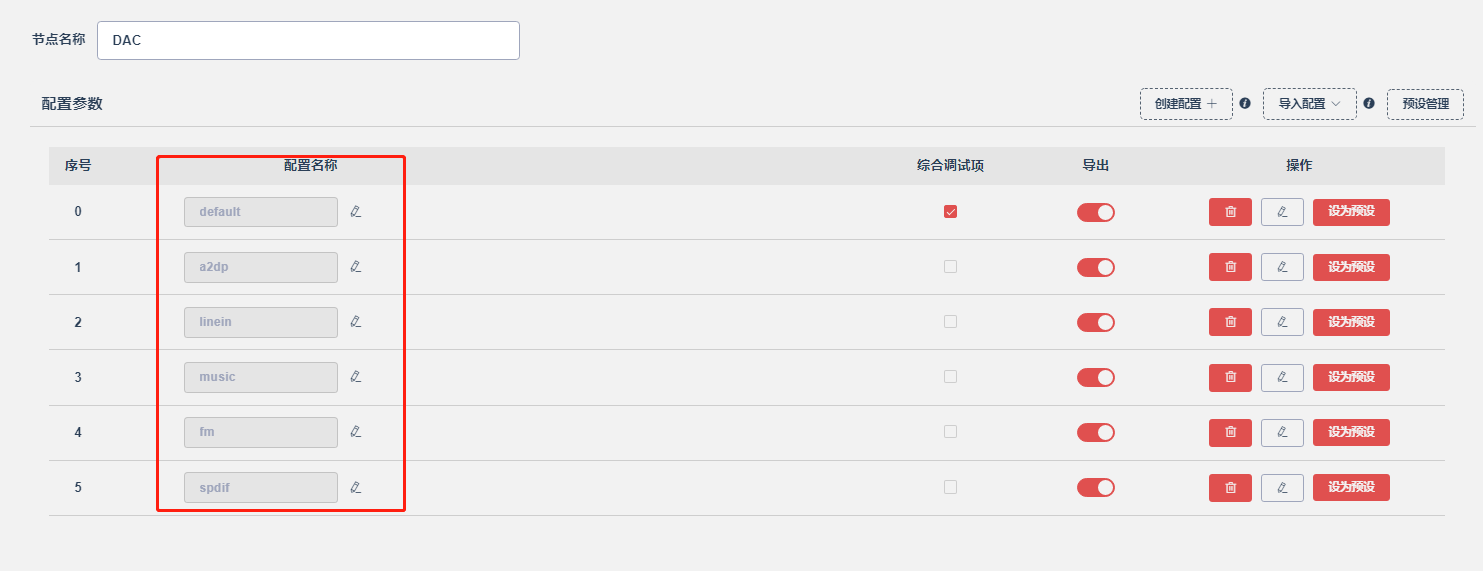 节点名称 DAC
配置参数 创建配置 导入配置 预设管理
序号 配置名称 综合调试项 导出 操作
0 default 设为预设
1 a2dp 设为预设
2 linein 设为预设
3 music 设为预设
4 fm 设为预设
5 spdif 设为预设